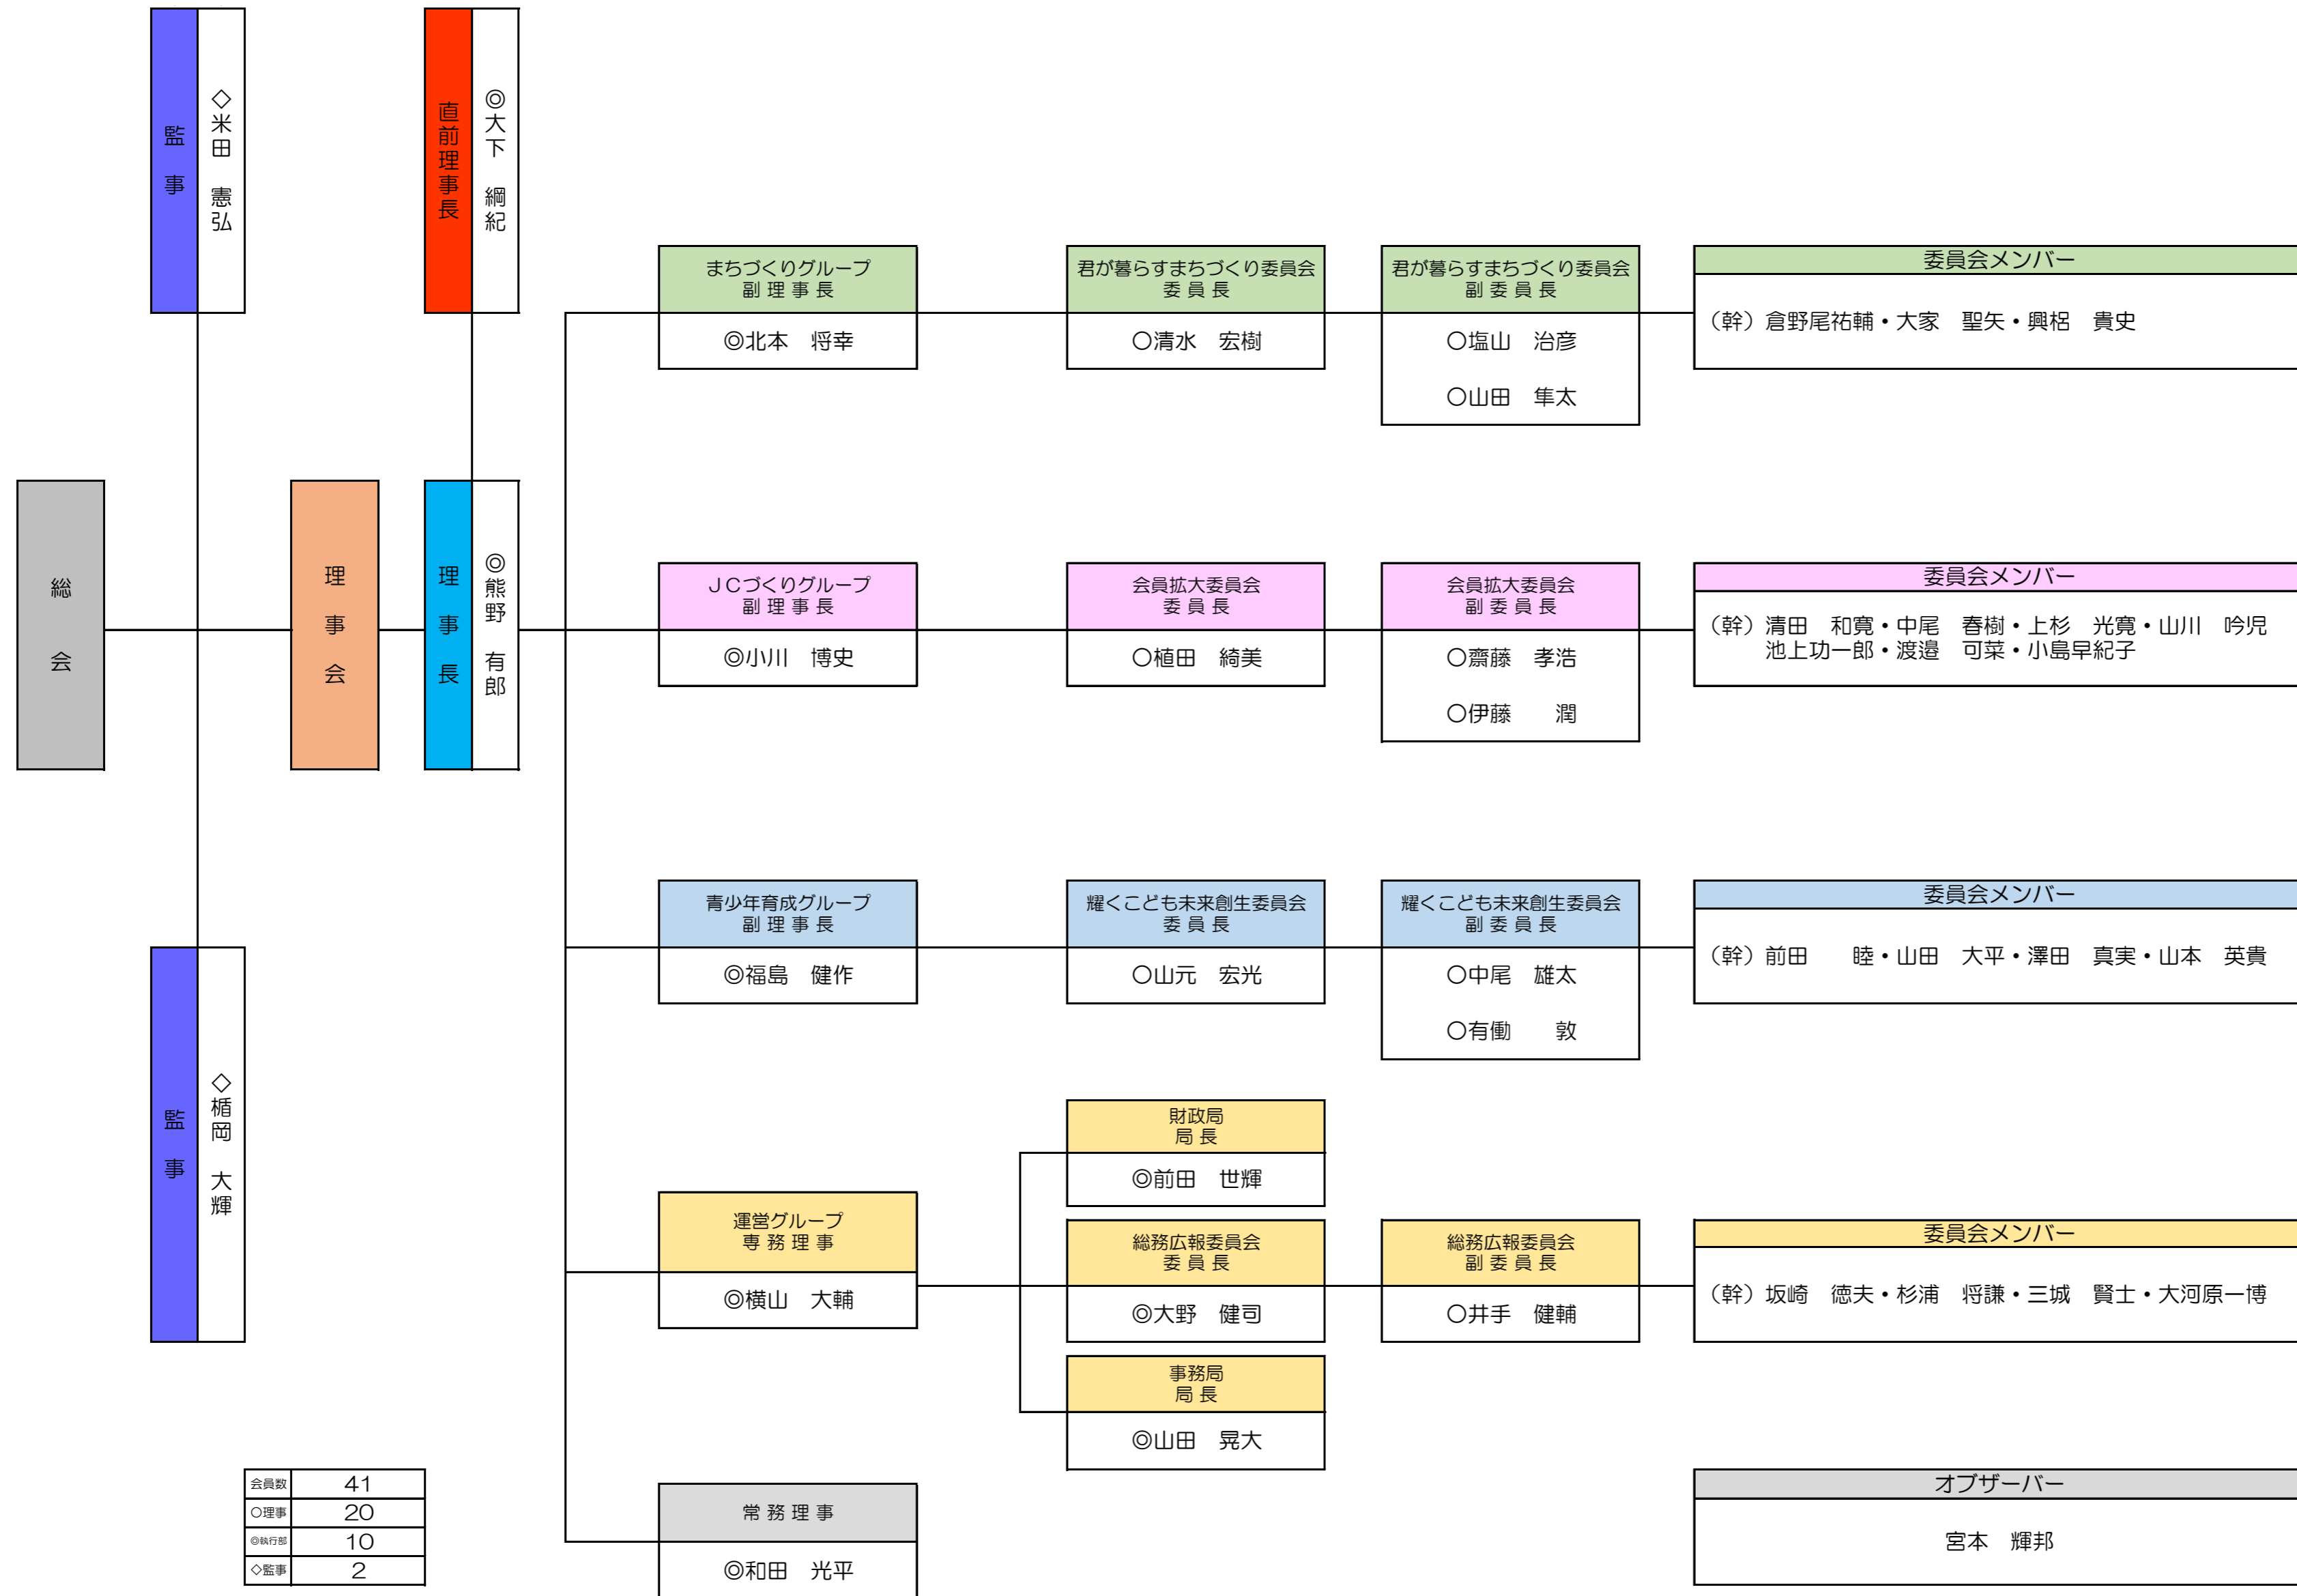 監事
◇米田　憲弘
直前理事長
◎大下　綱紀
総会
理事会
理事長
◎熊野　有郎
監事
◇楯岡　大輝
まちづくりグループ
副理事長
◎北本　将幸
君が暮らすまちづくり委員会
委員長
○清水　宏樹
君が暮らすまちづくり委員会
副委員長
○塩山　治彦
○山田　隼太
委員会メンバー
（幹）倉野尾祐輔・大家　聖矢・興梠　貴史
ＪＣづくりグループ
副理事長
◎小川　博史
会員拡大委員会
委員長
○植田　綺美
会員拡大委員会
副委員長
○齋藤　孝浩
○伊藤　　潤
委員会メンバー
（幹）清田　和寛・中尾　春樹・上杉　光寛・山川　吟児
池上功一郎・渡邉　可菜・小島早紀子
青少年育成グループ
副理事長
◎福島　健作
耀くこども未来創生委員会
委員長
○山元　宏光
耀くこども未来創生委員会
副委員長
○中尾　雄太
○有働　　敦
委員会メンバー
（幹）前田　　睦・山田　大平・澤田　真実・山本　英貴
運営グループ
専務理事
◎横山　大輔
財政局
局長
◎前田　世輝
総務広報委員会
委員長
◎大野　健司
総務広報委員会
副委員長
○井手　健輔
委員会メンバー
（幹）坂崎　徳夫・杉浦　将謙・三城　賢士・大河原一博
事務局
局長
◎山田　晃大
常務理事
◎和田　光平
オブザーバー
宮本　輝邦
会員数 41
○理事 20
◎執行部 10
◇監事 2